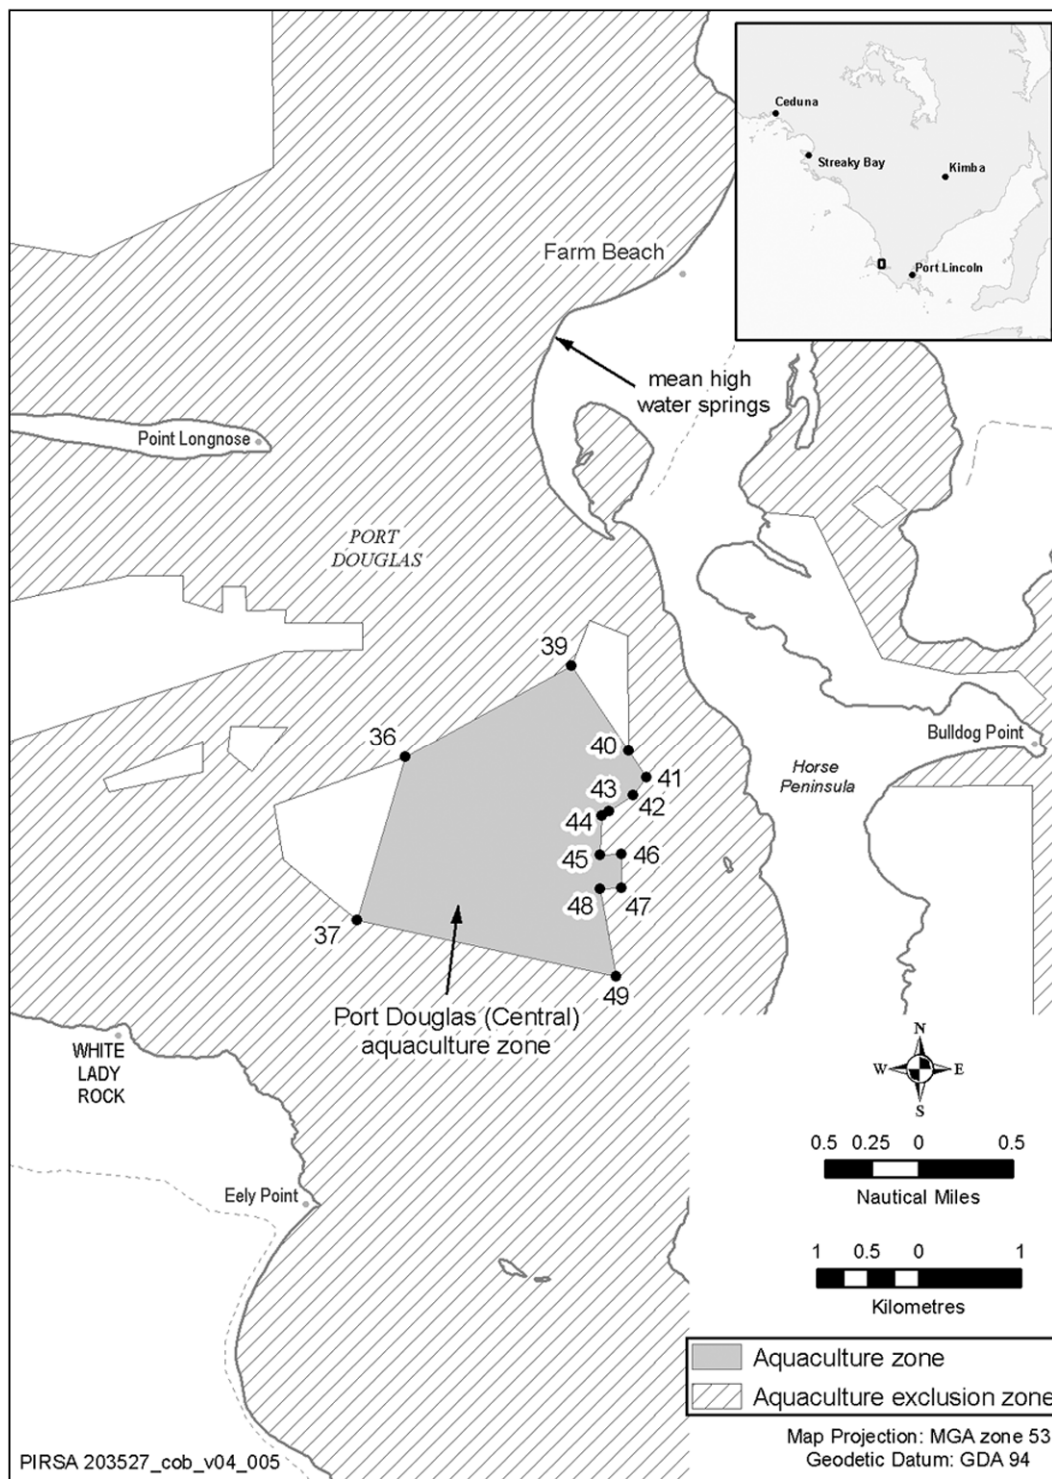 Ceduna
Streaky Bay
Kimba
Port Lincoln
Farm Beach
mean high
water springs
Point Longnose
PORT
DOUGLAS
39
36
40
41
43
42
44
45
46
48
47
37
49
Bulldog Point
Horse
Peninsula
Port Douglas (Central)
aquaculture zone
WHITE
LADY
ROCK
Eely Point
N
W
E
S
0.5 0.25 0 0.5
Nautical Miles
1 0.5 0 1
Kilometres
Aquaculture zone
Aquaculture exclusion zone
Map Projection: MGA zone 53
Geodetic Datum: GDA 94
PIRSA 203527_cob_v04_005